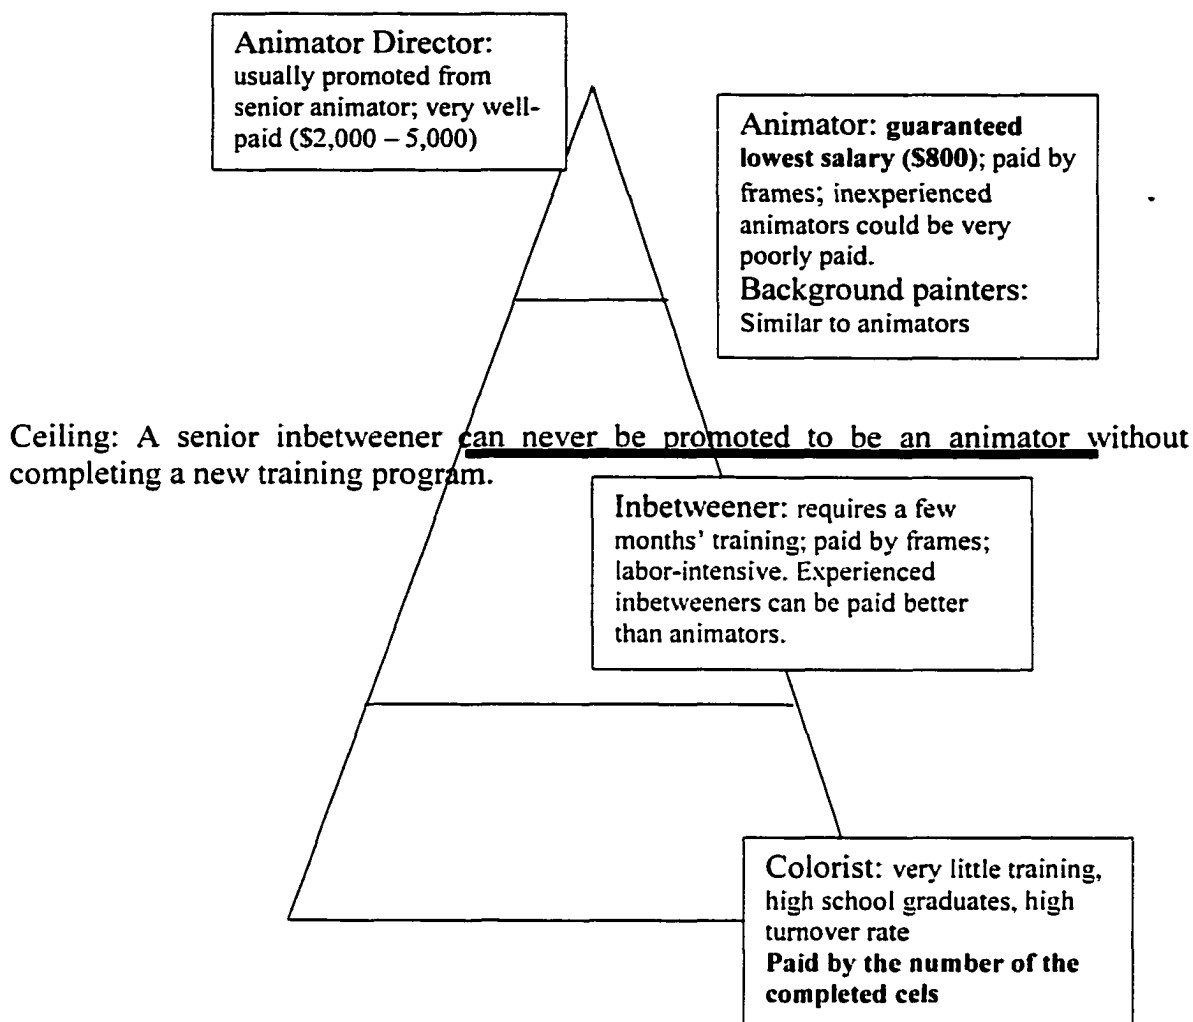 Animator Director:
usually promoted from
senior animator; very well-
paid ($2,000 – 5,000)
Animator: guaranteed
lowest salary ($800); paid by
frames; inexperienced
animators could be very
poorly paid.
Background painters:
Similar to animators
Ceiling: A senior inbetweener can never be promoted to be an animator without
completing a new training program.
Inbetweener: requires a few
months' training; paid by frames;
labor-intensive. Experienced
inbetweeners can be paid better
than animators.
Colorist: very little training,
high school graduates, high
turnover rate
Paid by the number of the
completed cels